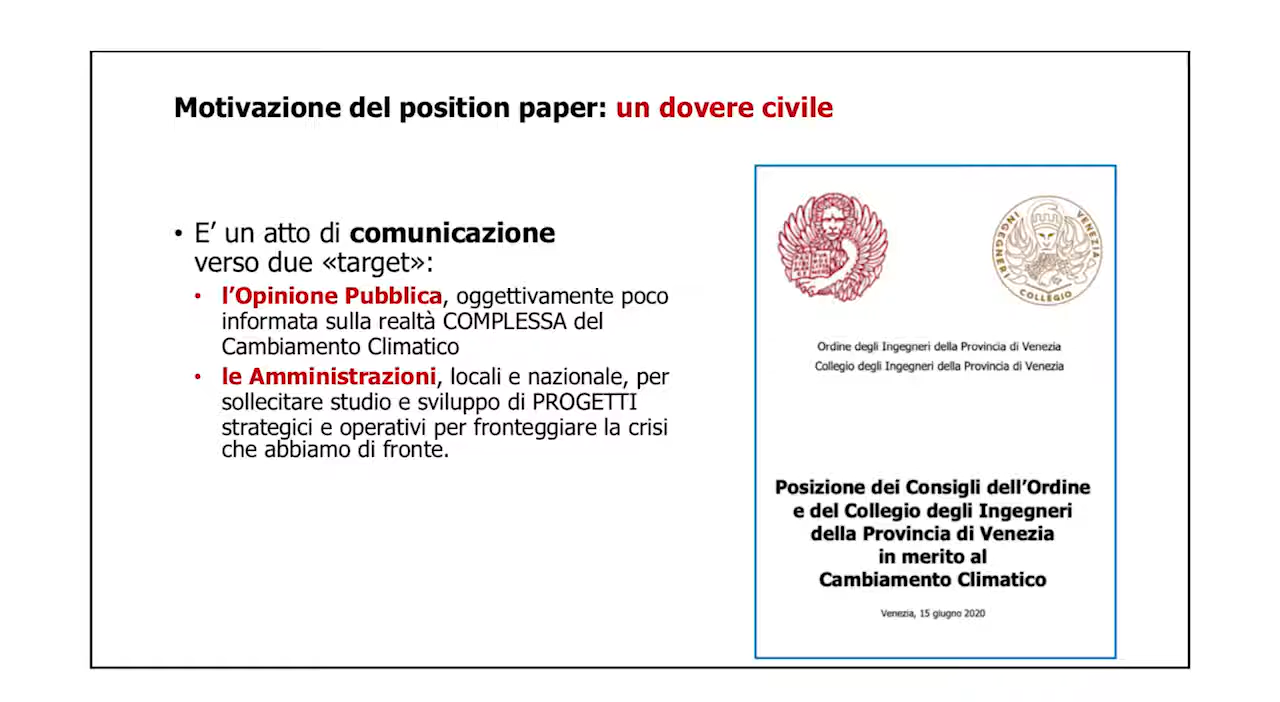 Motivazione del position paper: un dovere civile
• E’ un atto di comunicazione
verso due «target»:
• l’Opinione Pubblica, oggettivamente poco
informata sulla realtà COMPLESSA del
Cambiamento Climatico
• le Amministrazioni, locali e nazionale, per
sollecitare studio e sviluppo di PROGETTI
strategici e operativi per fronteggiare la crisi
che abbiamo di fronte.
INGEGNERI VENEZIA
COLLEGIO
Ordine degli Ingegneri della Provincia di Venezia
Collegio degli Ingegneri della Provincia di Venezia
Posizione dei Consigli dell’Ordine
e del Collegio degli Ingegneri
della Provincia di Venezia
in merito al
Cambiamento Climatico
Venezia, 15 giugno 2020